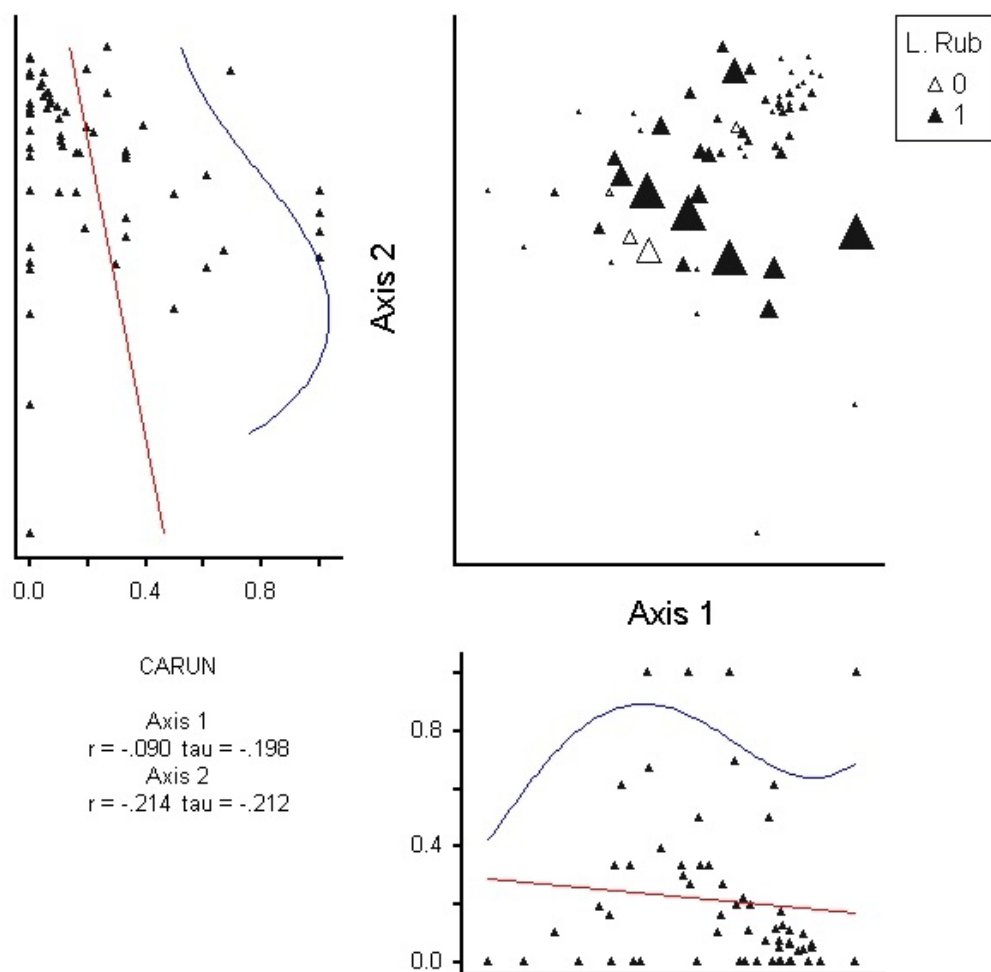 L. Rub
0
1
Axis 2
0.0 0.4 0.8
Axis 1
CARUN
Axis 1
r = -.090 tau = -.198
Axis 2
r = -.214 tau = -.212
0.8
0.4
0.0